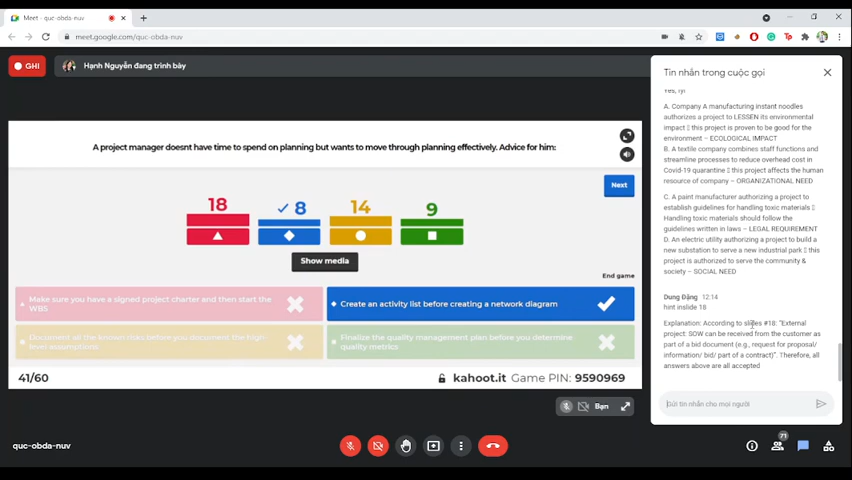 Meet - quc-obda-nuv
meet.google.com/quc-obda-nuv
GHI
Hạnh Nguyễn đang trình bày
A project manager doesnt have time to spend on planning but wants to move through planning effectively. Advice for him:
Next
18
8
14
9
Show media
End game
Make sure you have a signed project charter and then start the
WBS
Create an activity list before creating a network diagram
Document all the known risks before you document the high-
level assumptions
Finalize the quality management plan before you determine
quality metrics
41/60
kahoot.it Game PIN: 9590969
Bạn
quc-obda-nuv
Tin nhắn trong cuộc gọi
A. Company A manufacturing instant noodles
authorizes a project to LESSEN its environmental
impact this project is proven to be good for the
environment – ECOLOGICAL IMPACT
B. A textile company combines staff functions and
streamline processes to reduce overhead cost in
Covid-19 quarantine this project affects the human
resource of company – ORGANIZATIONAL NEED
C. A paint manufacturer authorizing a project to
establish guidelines for handling toxic materials
Handling toxic materials should follow the
guidelines written in laws – LEGAL REQUIREMENT
D. An electric utility authorizing a project to build a
new substation to serve a new industrial park this
project is authorized to serve the community &
society – SOCIAL NEED
Dung Đặng 12:14
hint inslide 18
Explanation: According to slides #18: "External
project: SOW can be received from the customer as
part of a bid document (e.g., request for proposal/
information/ bid/ part of a contract)". Therefore, all
answers above are all accepted
Gửi tin nhắn cho mọi người
71